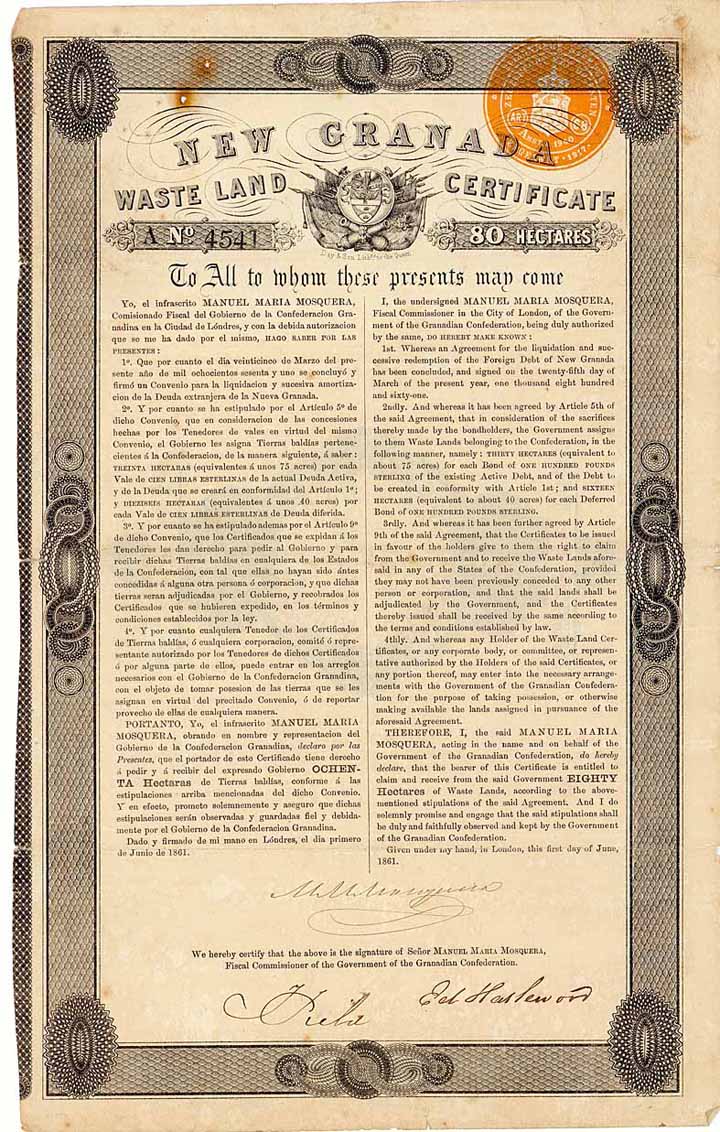 NEW GRANADA
WASTE LAND CERTIFICATE
A No 4541
80 HECTARES
Day & Son, Lith.rs to the Queen
To All to whom these presents may come
Yo, el infrascrito MANUEL MARIA MOSQUERA,
Comisionado Fiscal del Gobierno de la Confederacion Gra-
nadina en la Ciudad de Lóndres, y con la debida autorizacion
que se me ha dado por el mismo, HAGO SABER POR LAS
PRESENTES :
1º. Que por cuanto el dia veinticinco de Marzo del pre-
sente año de mil ochocientos sesenta y uno se concluyó y
firmó un Convenio para la liquidacion y sucesiva amortiza-
cion de la Deuda extranjera de la Nueva Granada.
2º. Y por cuanto se ha estipulado por el Artículo 5º de
dicho Convenio, que en consideracion de las concesiones
hechas por los Tenedores de vales en virtud del mismo
Convenio, el Gobierno les asigna Tierras baldías pertene-
cientes á la Confederacion, de la manera siguiente, á saber :
TREINTA HECTARAS (equivalentes á unos 75 acres) por cada
Vale de CIEN LIBRAS ESTERLINAS de la actual Deuda Activa,
y de la Deuda que se creará en conformidad del Artículo 1º ;
y DIEZISEIS HECTARAS (equivalentes á unos 40 acres) por
cada Vale de CIEN LIBRAS ESTERLINAS de Deuda diferida.
3º. Y por cuanto se ha estipulado ademas por el Artículo 9º
de dicho Convenio, que los Certificados que se expidan á los
Tenedores les dan derecho para pedir al Gobierno y para
recibir dichas Tierras baldías en cualquiera de los Estados
de la Confederacion, con tal que ellas no hayan sido ántes
concedidas á alguna otra persona ó corporacion, y que dichas
tierras seran adjudicadas por el Gobierno, y recobrados los
Certificados que se hubieren expedido, en los términos y
condiciones establecidos por la ley.
4º. Y por cuanto cualquiera Tenedor de los Certificados
de Tierras baldías, ó cualquiera corporacion, comité ó repre-
sentante autorizado por los Tenedores de dichos Certificados
ó por alguna parte de ellos, puede entrar en los arreglos
necesarios con el Gobierno de la Confederacion Granadina,
con el objeto de tomar posesion de las tierras que se les
asignan en virtud del precitado Convenio, ó de reportar
provecho de ellas de cualquiera manera.
PORTANTO, Yo, el infrascrito MANUEL MARIA
MOSQUERA, obrando en nombre y representacion del
Gobierno de la Confederacion Granadina, declaro por las
Presentes, que el portador de este Certificado tiene derecho
á pedir y á recibir del expresado Gobierno OCHEN-
TA Hectaras de Tierras baldías, conforme á las
estipulaciones arriba mencionadas del dicho Convenio.
Y en efecto, prometo solemnemente y aseguro que dichas
estipulaciones serán observadas y guardadas fiel y debida-
mente por el Gobierno de la Confederacion Granadina.
Dado y firmado de mi mano en Lóndres, el dia primero
de Junio de 1861.
I, the undersigned MANUEL MARIA MOSQUERA,
Fiscal Commissioner in the City of London, of the Govern-
ment of the Granadian Confederation, being duly authorized
by the same, DO HEREBY MAKE KNOWN :
1st. Whereas an Agreement for the liquidation and suc-
cessive redemption of the Foreign Debt of New Granada
has been concluded, and signed on the twenty-fifth day of
March of the present year, one thousand eight hundred
and sixty-one.
2ndly. And whereas it has been agreed by Article 5th of
the said Agreement, that in consideration of the sacrifices
thereby made by the bondholders, the Government assigns
to them Waste Lands belonging to the Confederation, in the
following manner, namely : THIRTY HECTARES (equivalent to
about 75 acres) for each Bond of ONE HUNDRED POUNDS
STERLING of the existing Active Debt, and of the Debt to
be created in conformity with Article 1st ; and SIXTEEN
HECTARES (equivalent to about 40 acres) for each Deferred
Bond of ONE HUNDRED POUNDS STERLING.
3rdly. And whereas it has been further agreed by Article
9th of the said Agreement, that the Certificates to be issued
in favour of the holders give to them the right to claim
from the Government and to receive the Waste Lands afore-
said in any of the States of the Confederation, provided
they may not have been previously conceded to any other
person or corporation, and that the said lands shall be
adjudicated by the Government, and the Certificates
thereby issued shall be received by the same according to
the terms and conditions established by law.
4thly. And whereas any Holder of the Waste Land Cer-
tificates, or any corporate body, or committee, or represen-
tative authorized by the Holders of the said Certificates, or
any portion thereof, may enter into the necessary arrange-
ments with the Government of the Granadian Confedera-
tion for the purpose of taking possession, or otherwise
making available the lands assigned in pursuance of the
aforesaid Agreement.
THEREFORE, I, the said MANUEL MARIA
MOSQUERA, acting in the name and on behalf of the
Government of the Granadian Confederation, do hereby
declare, that the bearer of this Certificate is entitled to
claim and receive from the said Government EIGHTY
Hectares of Waste Lands, according to the above-
mentioned stipulations of the said Agreement. And I do
solemnly promise and engage that the said stipulations shall
be duly and faithfully observed and kept by the Government
of the Granadian Confederation.
Given under my hand, in London, this first day of June,
1861.
M M Mosquera
We hereby certify that the above is the signature of Señor MANUEL MARIA MOSQUERA,
Fiscal Commissioner of the Government of the Granadian Confederation.
Ed Haslewood